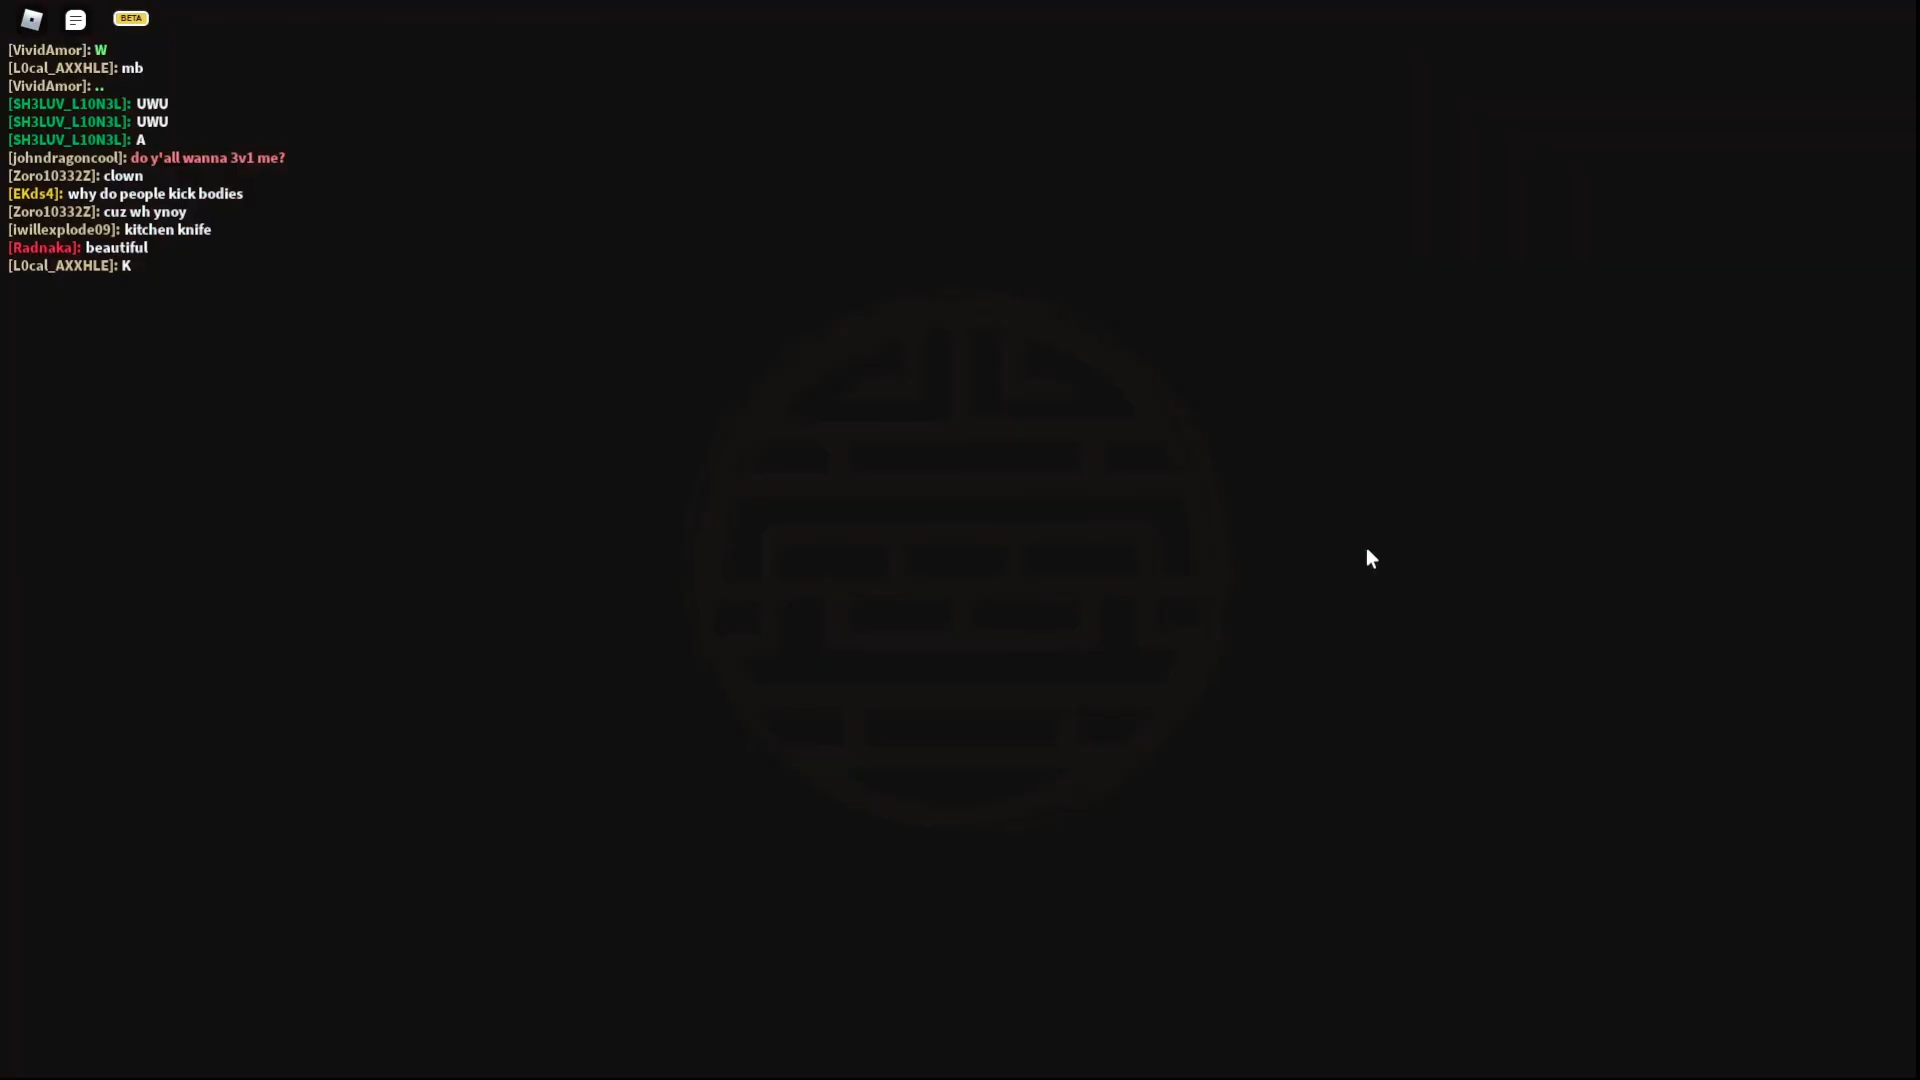 BETA
[VividAmor]: W
[L0cal_AXXHLE]: mb
[VividAmor]: ..
[SH3LUV_L10N3L]: UWU
[SH3LUV_L10N3L]: UWU
[SH3LUV_L10N3L]: A
[johndragoncool]: do y'all wanna 3v1 me?
[Zoro10332Z]: clown
[EKds4]: why do people kick bodies
[Zoro10332Z]: cuz wh ynoy
[iwillexplode09]: kitchen knife
[Radnaka]: beautiful
[L0cal_AXXHLE]: K